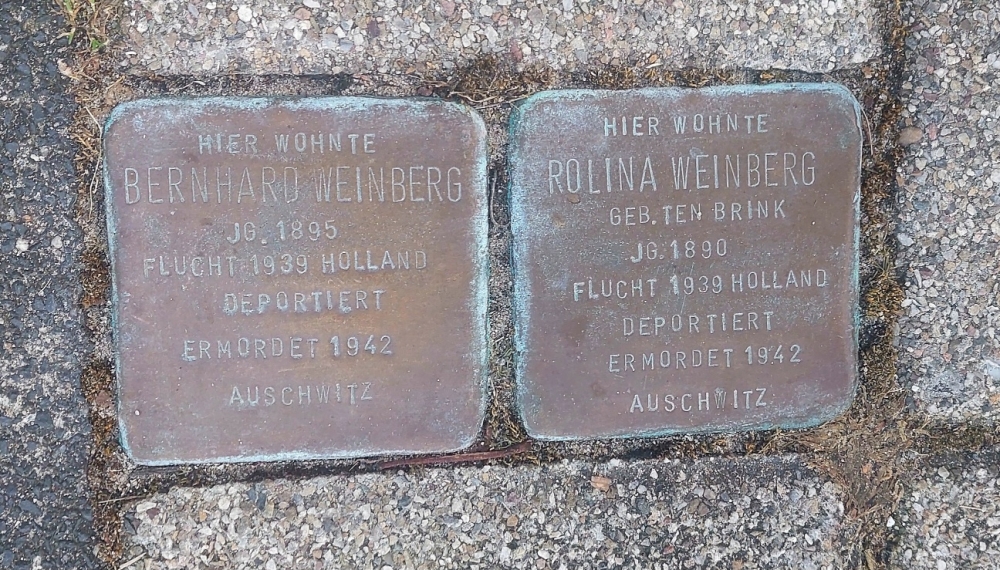 HIER WOHNTE
BERNHARD WEINBERG
JG. 1895
FLUCHT 1939 HOLLAND
DEPORTIERT
ERMORDET 1942
AUSCHWITZ
HIER WOHNTE
ROLINA WEINBERG
GEB. TEN BRINK
JG. 1890
FLUCHT 1939 HOLLAND
DEPORTIERT
ERMORDET 1942
AUSCHWITZ